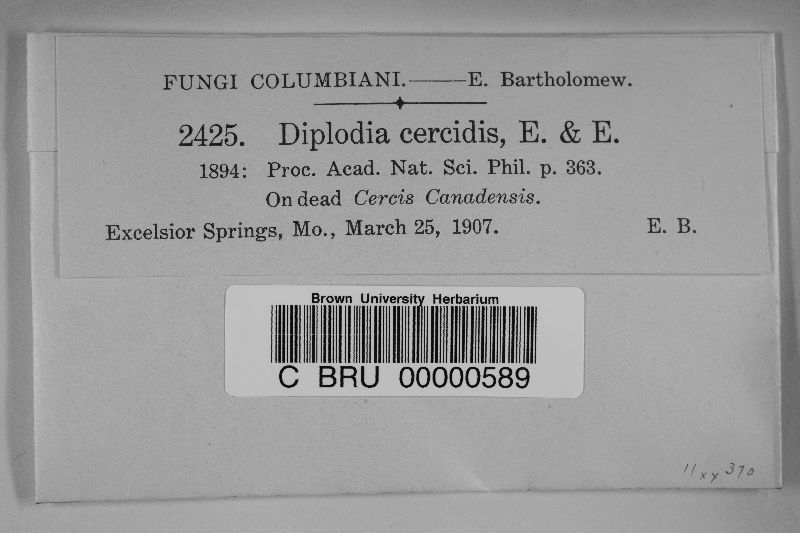 FUNGI COLUMBIANI.——E. Bartholomew.
2425. Diplodia cercidis, E. & E.
1894: Proc. Acad. Nat. Sci. Phil. p. 363.
On dead Cercis Canadensis.
Excelsior Springs, Mo., March 25, 1907. E. B.
Brown University Herbarium
C BRU 00000589
11xy370